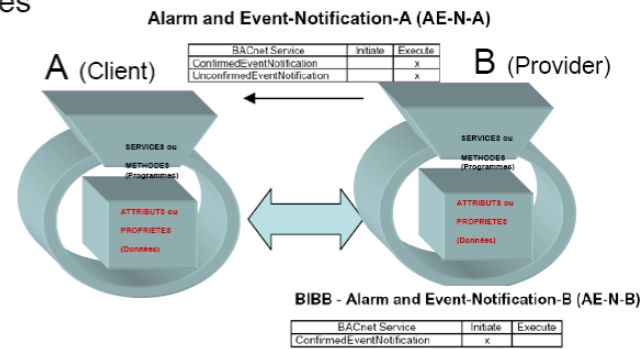 es
Alarm and Event-Notification-A (AE-N-A)
BACnet Service Initiate Execute
ConfirmedEventNotification x
UnconfirmedEventNotification x
A (Client)
B (Provider)
SERVICES ou
METHODES
(Programmes)
ATTRIBUTS ou
PROPRIETES
(Données)
SERVICES ou
METHODES
(Programmes)
ATTRIBUTS ou
PROPRIETES
(Données)
BIBB - Alarm and Event-Notification-B (AE-N-B)
BACnet Service Initiate Execute
ConfirmedEventNotification x